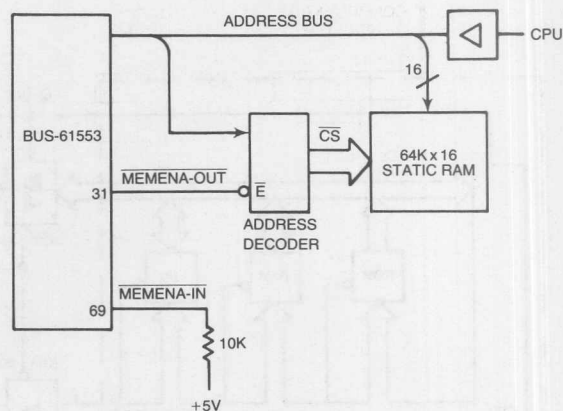 ADDRESS BUS
CPU
16
BUS-61553
CS
64K x 16
STATIC RAM
MEMENA-OUT
31
E
ADDRESS
DECODER
MEMENA-IN
69
10K
+5V